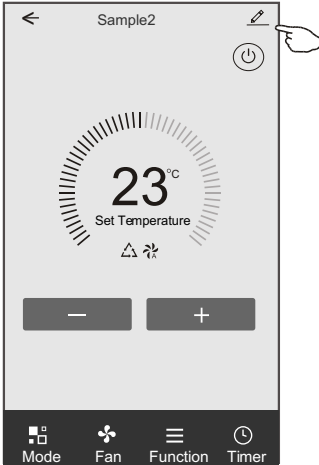 Sample2
23°C
Set Temperature
A
Mode Fan Function Timer